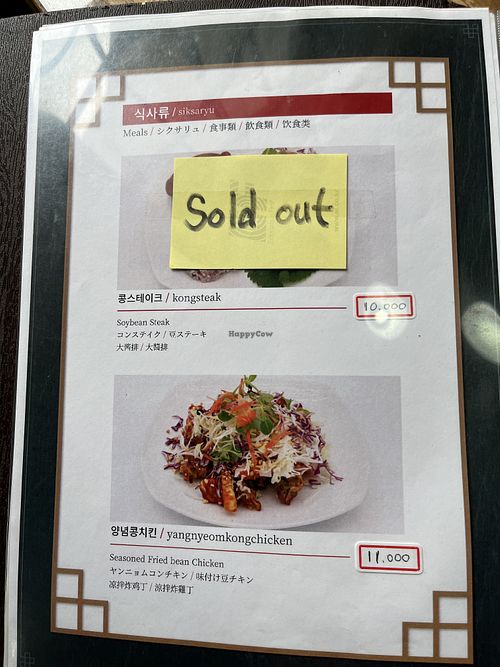 식사류 / siksaryu
Meals / シクサリュ / 食事類 / 飲食類 / 饮食类
Sold out
콩스테이크 / kongsteak
10.000
Soybean Steak
コンステイク / 豆ステーキ
大酱排 / 大醬排
HappyCow
양념콩치킨 / yangnyeomkongchicken
11.000
Seasoned Fried bean Chicken
ヤンニョムコンチキン / 味付け豆チキン
凉拌炸鸡丁 / 涼拌炸雞丁